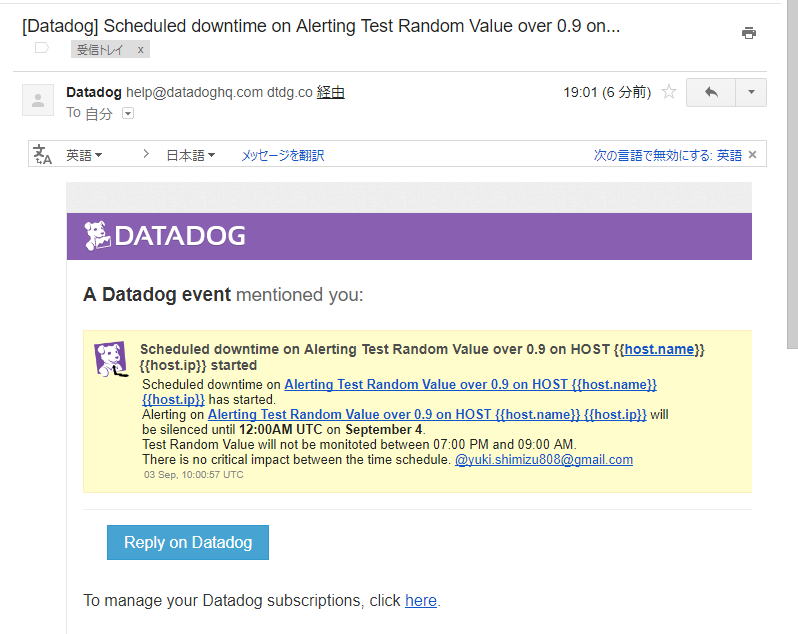 [Datadog] Scheduled downtime on Alerting Test Random Value over 0.9 on...
受信トレイ x
Datadog help@datadoghq.com dtdg.co 経由
19:01 (6 分前)
To 自分
英語 > 日本語 メッセージを翻訳
次の言語で無効にする: 英語 ×
DATADOG
A Datadog event mentioned you:
Scheduled downtime on Alerting Test Random Value over 0.9 on HOST {{host.name}}
{{host.ip}} started
Scheduled downtime on Alerting Test Random Value over 0.9 on HOST {{host.name}}
{{host.ip}} has started.
Alerting on Alerting Test Random Value over 0.9 on HOST {{host.name}} {{host.ip}} will
be silenced until 12:00AM UTC on September 4.
Test Random Value will not be monitoted between 07:00 PM and 09:00 AM.
There is no critical impact between the time schedule. @yuki.shimizu808@gmail.com
03 Sep, 10:00:57 UTC
Reply on Datadog
To manage your Datadog subscriptions, click here.